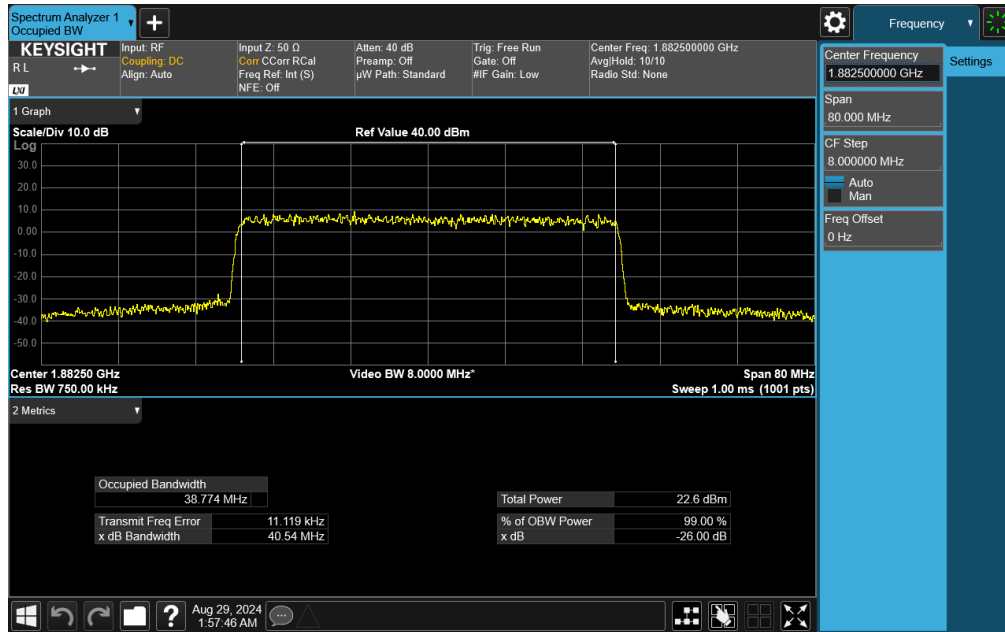 Spectrum Analyzer 1
Occupied BW
Frequency
KEYSIGHT
R L
LXI
Input: RF
Coupling: DC
Align: Auto
Input Z: 50 Ω
Corr CCorr RCal
Freq Ref: Int (S)
NFE: Off
Atten: 40 dB
Preamp: Off
µW Path: Standard
Trig: Free Run
Gate: Off
#IF Gain: Low
Center Freq: 1.882500000 GHz
Avg|Hold: 10/10
Radio Std: None
Center Frequency
1.882500000 GHz
Settings
Span
80.000 MHz
CF Step
8.000000 MHz
Auto
Man
Freq Offset
0 Hz
1 Graph
Scale/Div 10.0 dB
Ref Value 40.00 dBm
Log
30.0
20.0
10.0
0.00
-10.0
-20.0
-30.0
-40.0
-50.0
Center 1.88250 GHz
Video BW 8.0000 MHz*
Span 80 MHz
Res BW 750.00 kHz
Sweep 1.00 ms (1001 pts)
2 Metrics
Occupied Bandwidth
38.774 MHz
Total Power 22.6 dBm
Transmit Freq Error 11.119 kHz
% of OBW Power 99.00 %
x dB Bandwidth 40.54 MHz
x dB -26.00 dB
Aug 29, 2024
1:57:46 AM